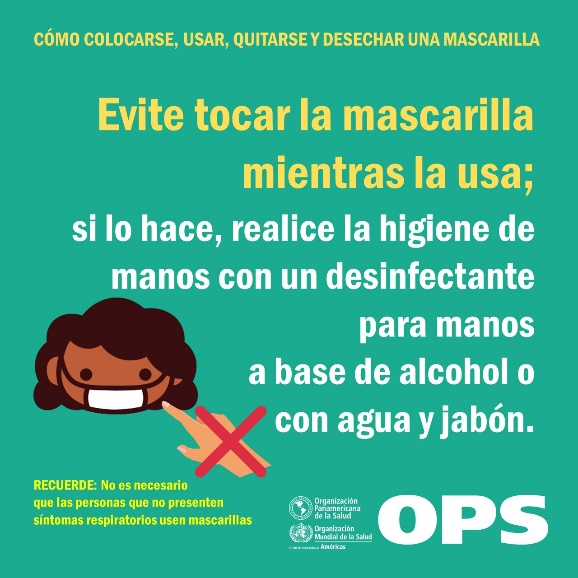 CÓMO COLOCARSE, USAR, QUITARSE Y DESECHAR UNA MASCARILLA
Evite tocar la mascarilla
mientras la usa;
si lo hace, realice la higiene de
manos con un desinfectante
para manos
a base de alcohol o
con agua y jabón.
RECUERDE: No es necesario
que las personas que no presenten
síntomas respiratorios usen mascarillas
Organización
Panamericana
de la Salud
Organización
Mundial de la Salud
Américas
OPS